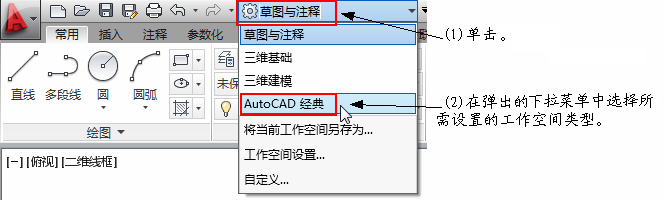 草图与注释
(1)单击。
常用 插入 注释 参数化
草图与注释
三维基础
三维建模
AutoCAD 经典
(2)在弹出的下拉菜单中选择所
需设置的工作空间类型。
将当前工作空间另存为...
工作空间设置...
自定义...
直线 多段线 圆 圆弧
未保
绘图
[−] [俯视] [二维线框]